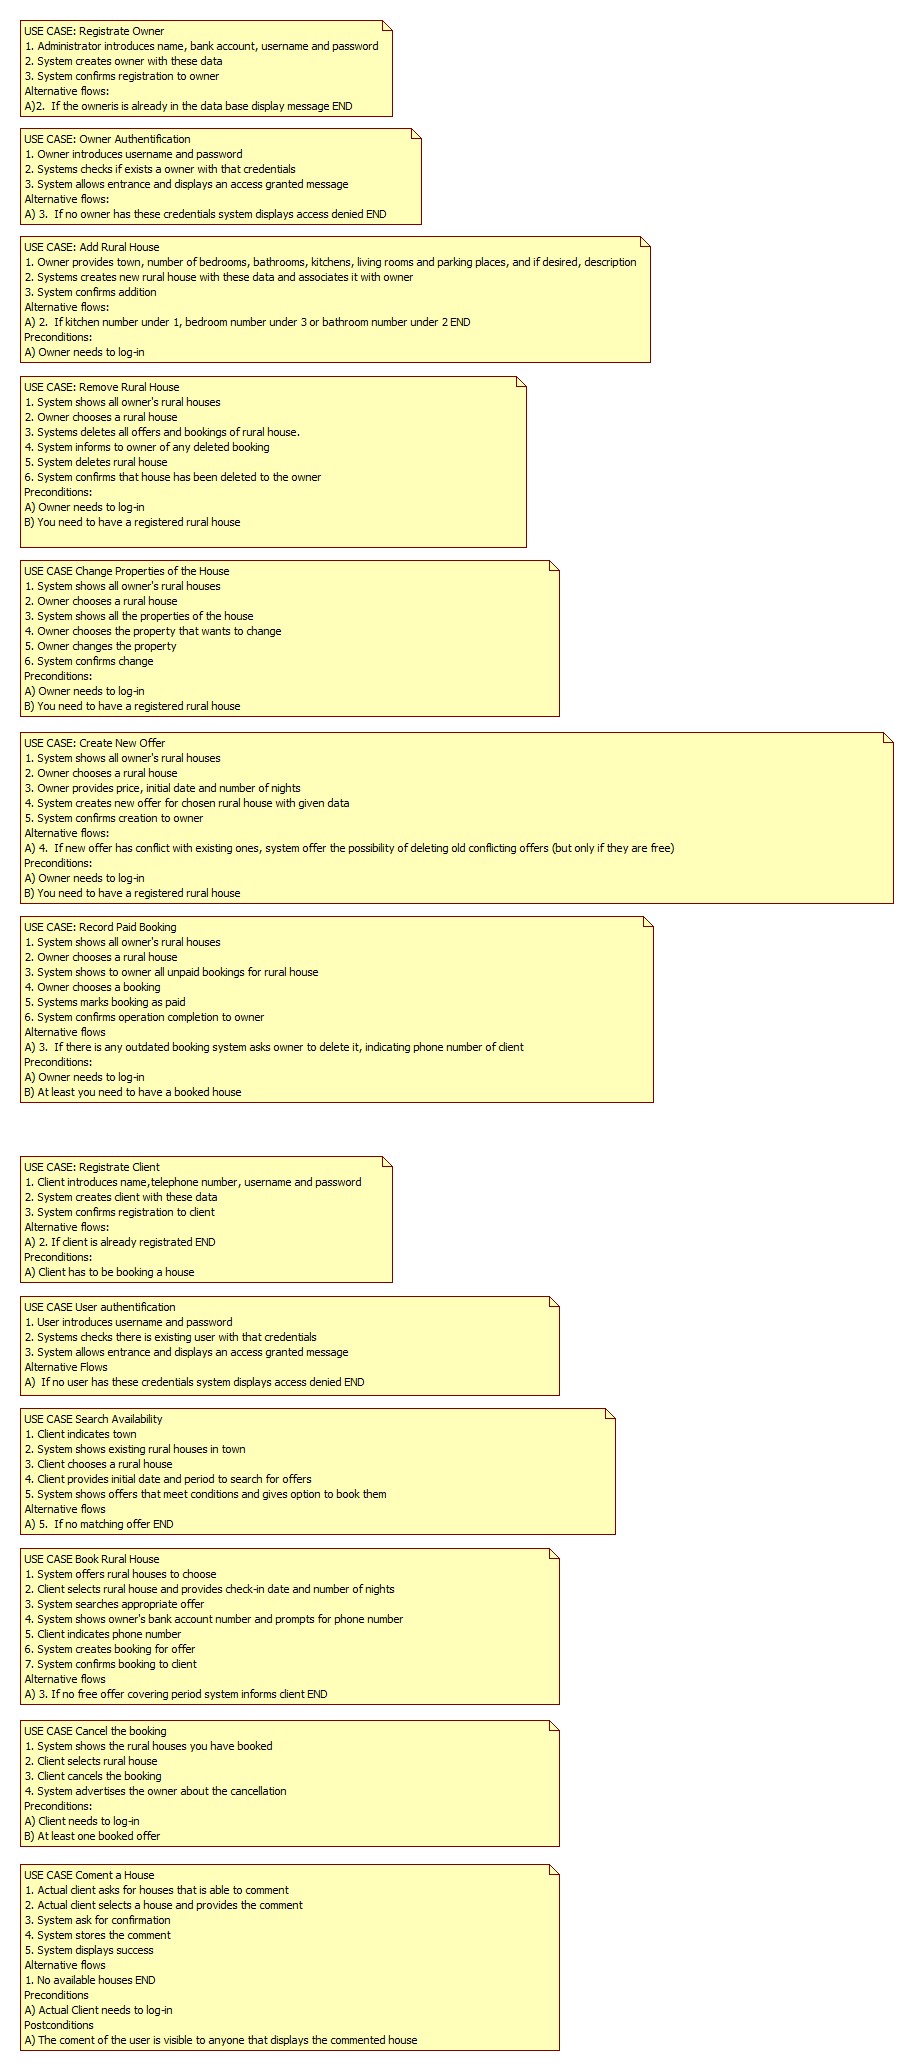 USE CASE: Registrate Owner
1. Administrator introduces name, bank account, username and password
2. System creates owner with these data
3. System confirms registration to owner
Alternative flows:
A)2.  If the owneris is already in the data base display message END
USE CASE: Owner Authentification
1. Owner introduces username and password
2. Systems checks if exists a owner with that credentials
3. System allows entrance and displays an access granted message
Alternative flows:
A) 3.  If no owner has these credentials system displays access denied END
USE CASE: Add Rural House
1. Owner provides town, number of bedrooms, bathrooms, kitchens, living rooms and parking places, and if desired, description
2. Systems creates new rural house with these data and associates it with owner
3. System confirms addition
Alternative flows:
A) 2.  If kitchen number under 1, bedroom number under 3 or bathroom number under 2 END
Preconditions:
A) Owner needs to log-in
USE CASE: Remove Rural House
1. System shows all owner's rural houses
2. Owner chooses a rural house
3. Systems deletes all offers and bookings of rural house.
4. System informs to owner of any deleted booking
5. System deletes rural house
6. System confirms that house has been deleted to the owner
Preconditions:
A) Owner needs to log-in
B) You need to have a registered rural house
USE CASE Change Properties of the House
1. System shows all owner's rural houses
2. Owner chooses a rural house
3. System shows all the properties of the house
4. Owner chooses the property that wants to change
5. Owner changes the property
6. System confirms change
Preconditions:
A) Owner needs to log-in
B) You need to have a registered rural house
USE CASE: Create New Offer
1. System shows all owner's rural houses
2. Owner chooses a rural house
3. Owner provides price, initial date and number of nights
4. System creates new offer for chosen rural house with given data
5. System confirms creation to owner
Alternative flows:
A) 4.  If new offer has conflict with existing ones, system offer the possibility of deleting old conflicting offers (but only if they are free)
Preconditions:
A) Owner needs to log-in
B) You need to have a registered rural house
USE CASE: Record Paid Booking
1. System shows all owner's rural houses
2. Owner chooses a rural house
3. System shows to owner all unpaid bookings for rural house
4. Owner chooses a booking
5. Systems marks booking as paid
6. System confirms operation completion to owner
Alternative flows
A) 3.  If there is any outdated booking system asks owner to delete it, indicating phone number of client
Preconditions:
A) Owner needs to log-in
B) At least you need to have a booked house
USE CASE: Registrate Client
1. Client introduces name,telephone number, username and password
2. System creates client with these data
3. System confirms registration to client
Alternative flows:
A) 2. If client is already registrated END
Preconditions:
A) Client has to be booking a house
USE CASE User authentification
1. User introduces username and password
2. Systems checks there is existing user with that credentials
3. System allows entrance and displays an access granted message
Alternative Flows
A)  If no user has these credentials system displays access denied END
USE CASE Search Availability
1. Client indicates town
2. System shows existing rural houses in town
3. Client chooses a rural house
4. Client provides initial date and period to search for offers
5. System shows offers that meet conditions and gives option to book them
Alternative flows
A) 5.  If no matching offer END
USE CASE Book Rural House
1. System offers rural houses to choose
2. Client selects rural house and provides check-in date and number of nights
3. System searches appropriate offer
4. System shows owner's bank account number and prompts for phone number
5. Client indicates phone number
6. System creates booking for offer
7. System confirms booking to client
Alternative flows
A) 3. If no free offer covering period system informs client END
USE CASE Cancel the booking
1. System shows the rural houses you have booked
2. Client selects rural house
3. Client cancels the booking
4. System advertises the owner about the cancellation
Preconditions:
A) Client needs to log-in
B) At least one booked offer
USE CASE Coment a House
1. Actual client asks for houses that is able to comment
2. Actual client selects a house and provides the comment
3. System ask for confirmation
4. System stores the comment
5. System displays success
Alternative flows
1. No available houses END
Preconditions
A) Actual Client needs to log-in
Postconditions
A) The coment of the user is visible to anyone that displays the commented house